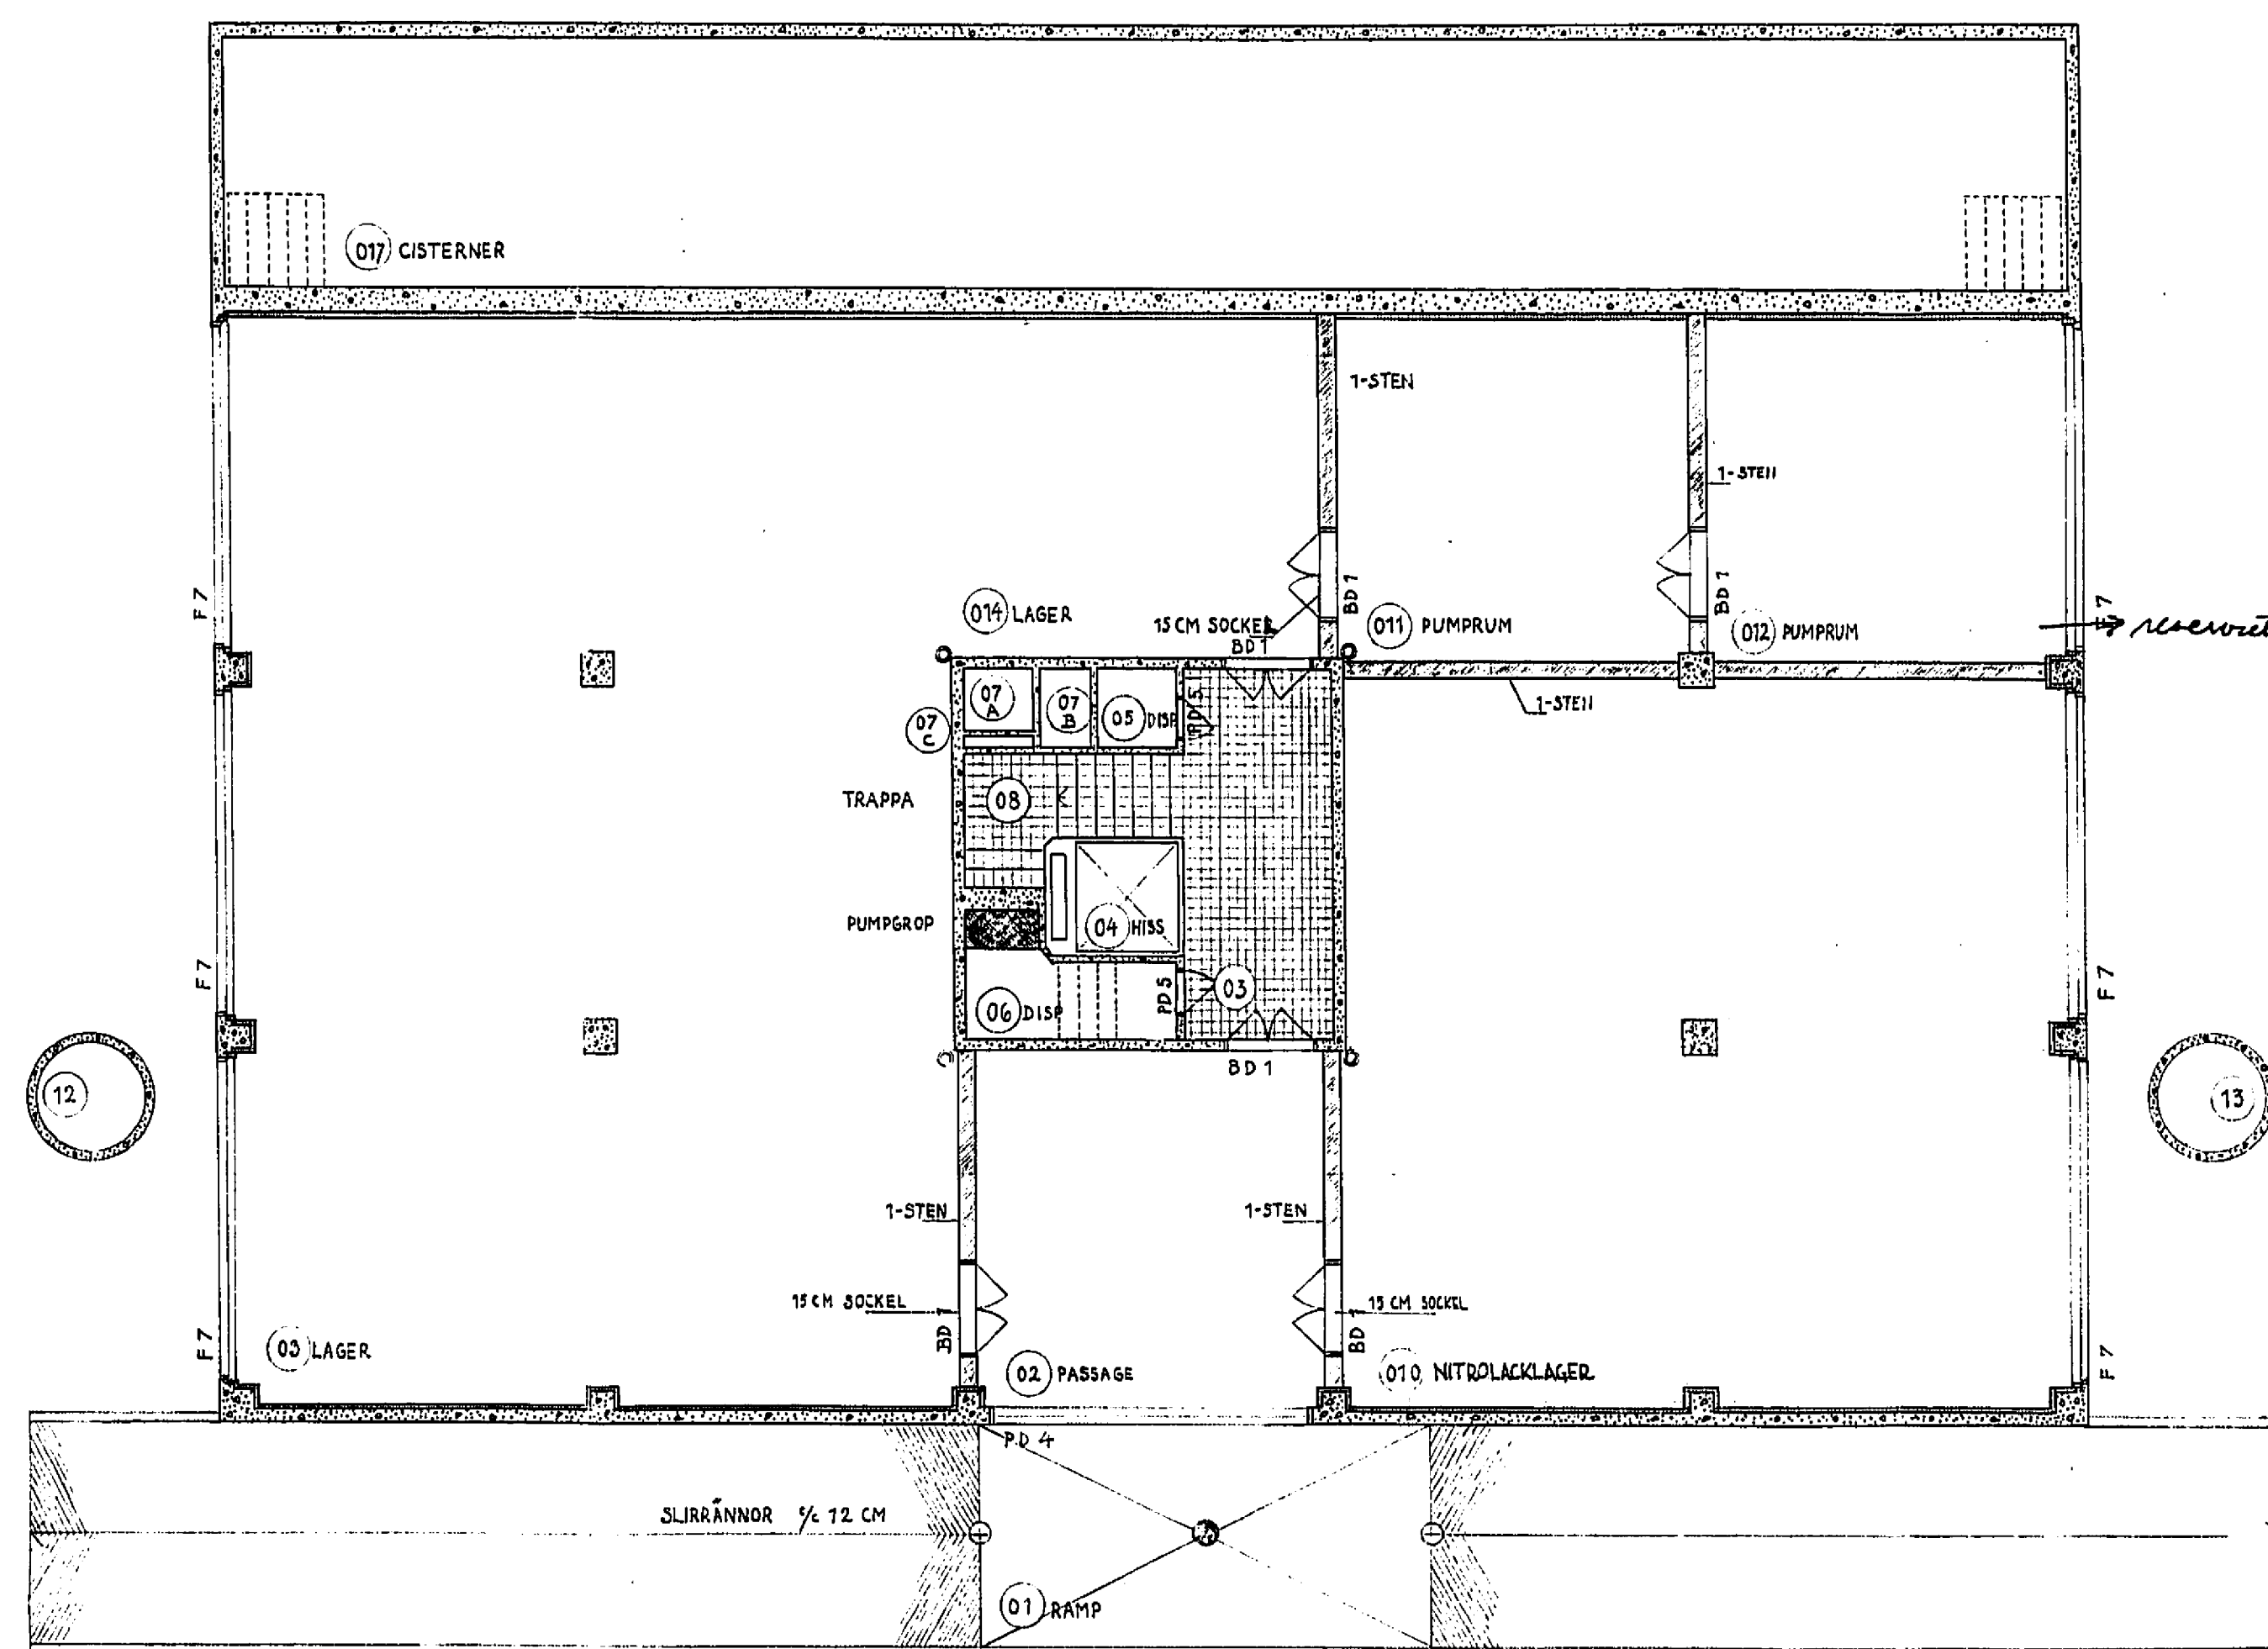 017 CISTERNER
1-STEN
1-STEN
F 7
014 LAGER
15 CM SOCKEL
BD 1
BD 1
011 PUMPRUM
BD 1
012 PUMPRUM
F 7
07 A
07 B
05 DISP
PD 5
07 C
1-STEN
TRAPPA
08
PUMPGROP
04 HISS
F 7
06 DISP
PD 5
03
F 7
BD 1
12
13
1-STEN
1-STEN
15 CM SOCKEL
BD 1
BD 1
15 CM SOCKEL
F 7
03 LAGER
02 PASSAGE
010 NITROLACKLAGER
F 7
PD 4
SLIRRÄNNOR c/c 12 CM
01 RAMP